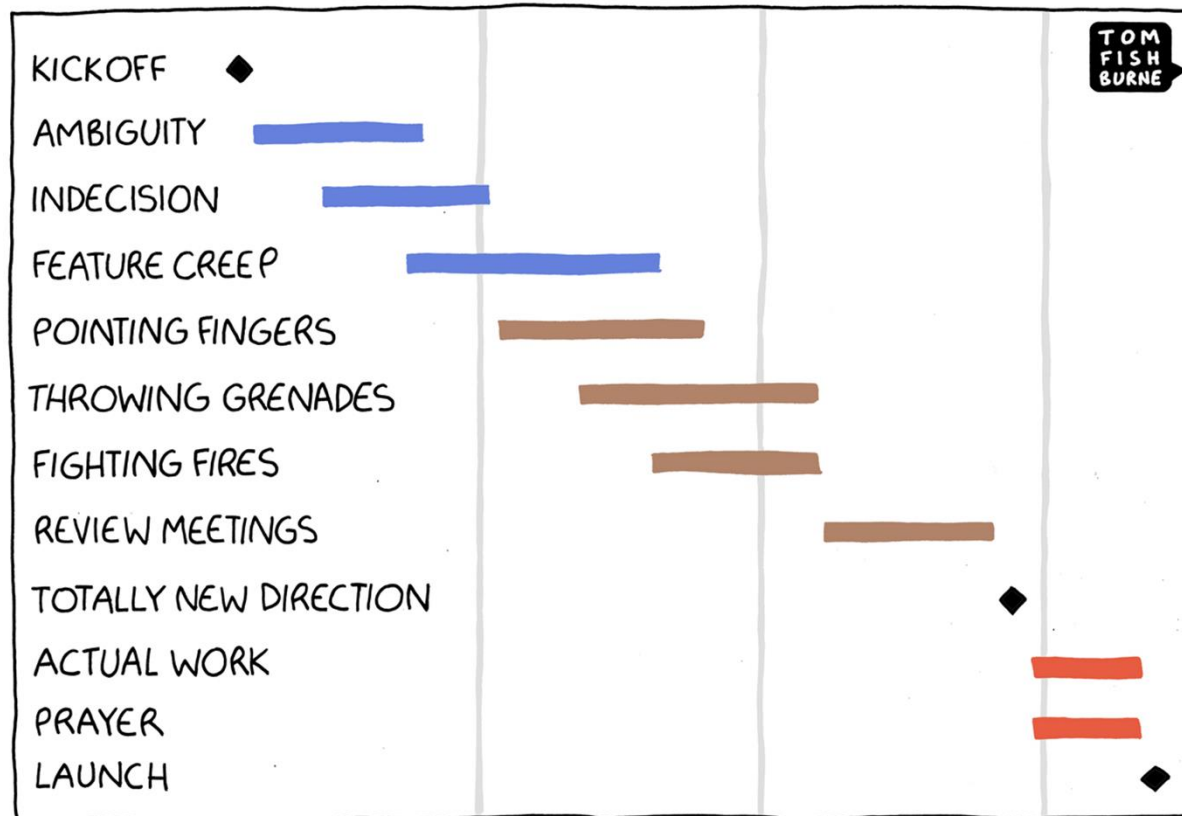 KICKOFF
TOM
FISH
BURNE
AMBIGUITY
INDECISION
FEATURE CREEP
POINTING FINGERS
THROWING GRENADES
FIGHTING FIRES
REVIEW MEETINGS
TOTALLY NEW DIRECTION
ACTUAL WORK
PRAYER
LAUNCH